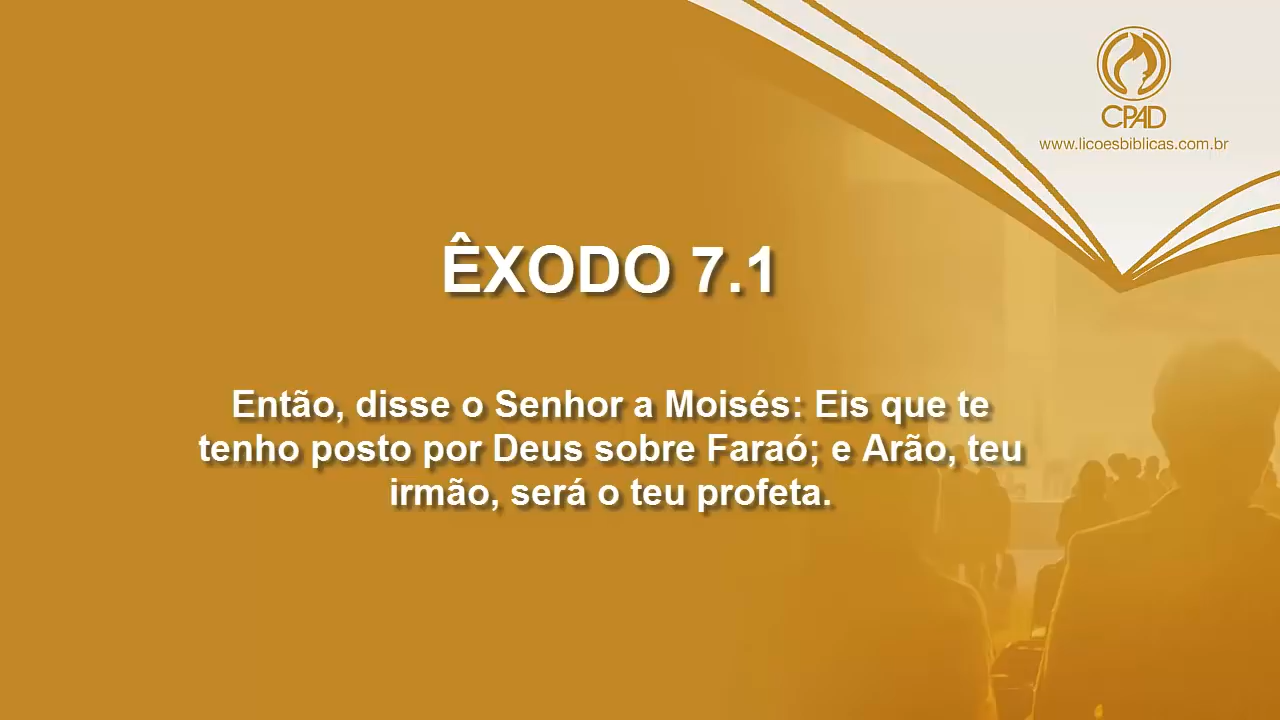 CPAD
www.licoesbiblicas.com.br
ÊXODO 7.1
Então, disse o Senhor a Moisés: Eis que te
tenho posto por Deus sobre Faraó; e Arão, teu
irmão, será o teu profeta.